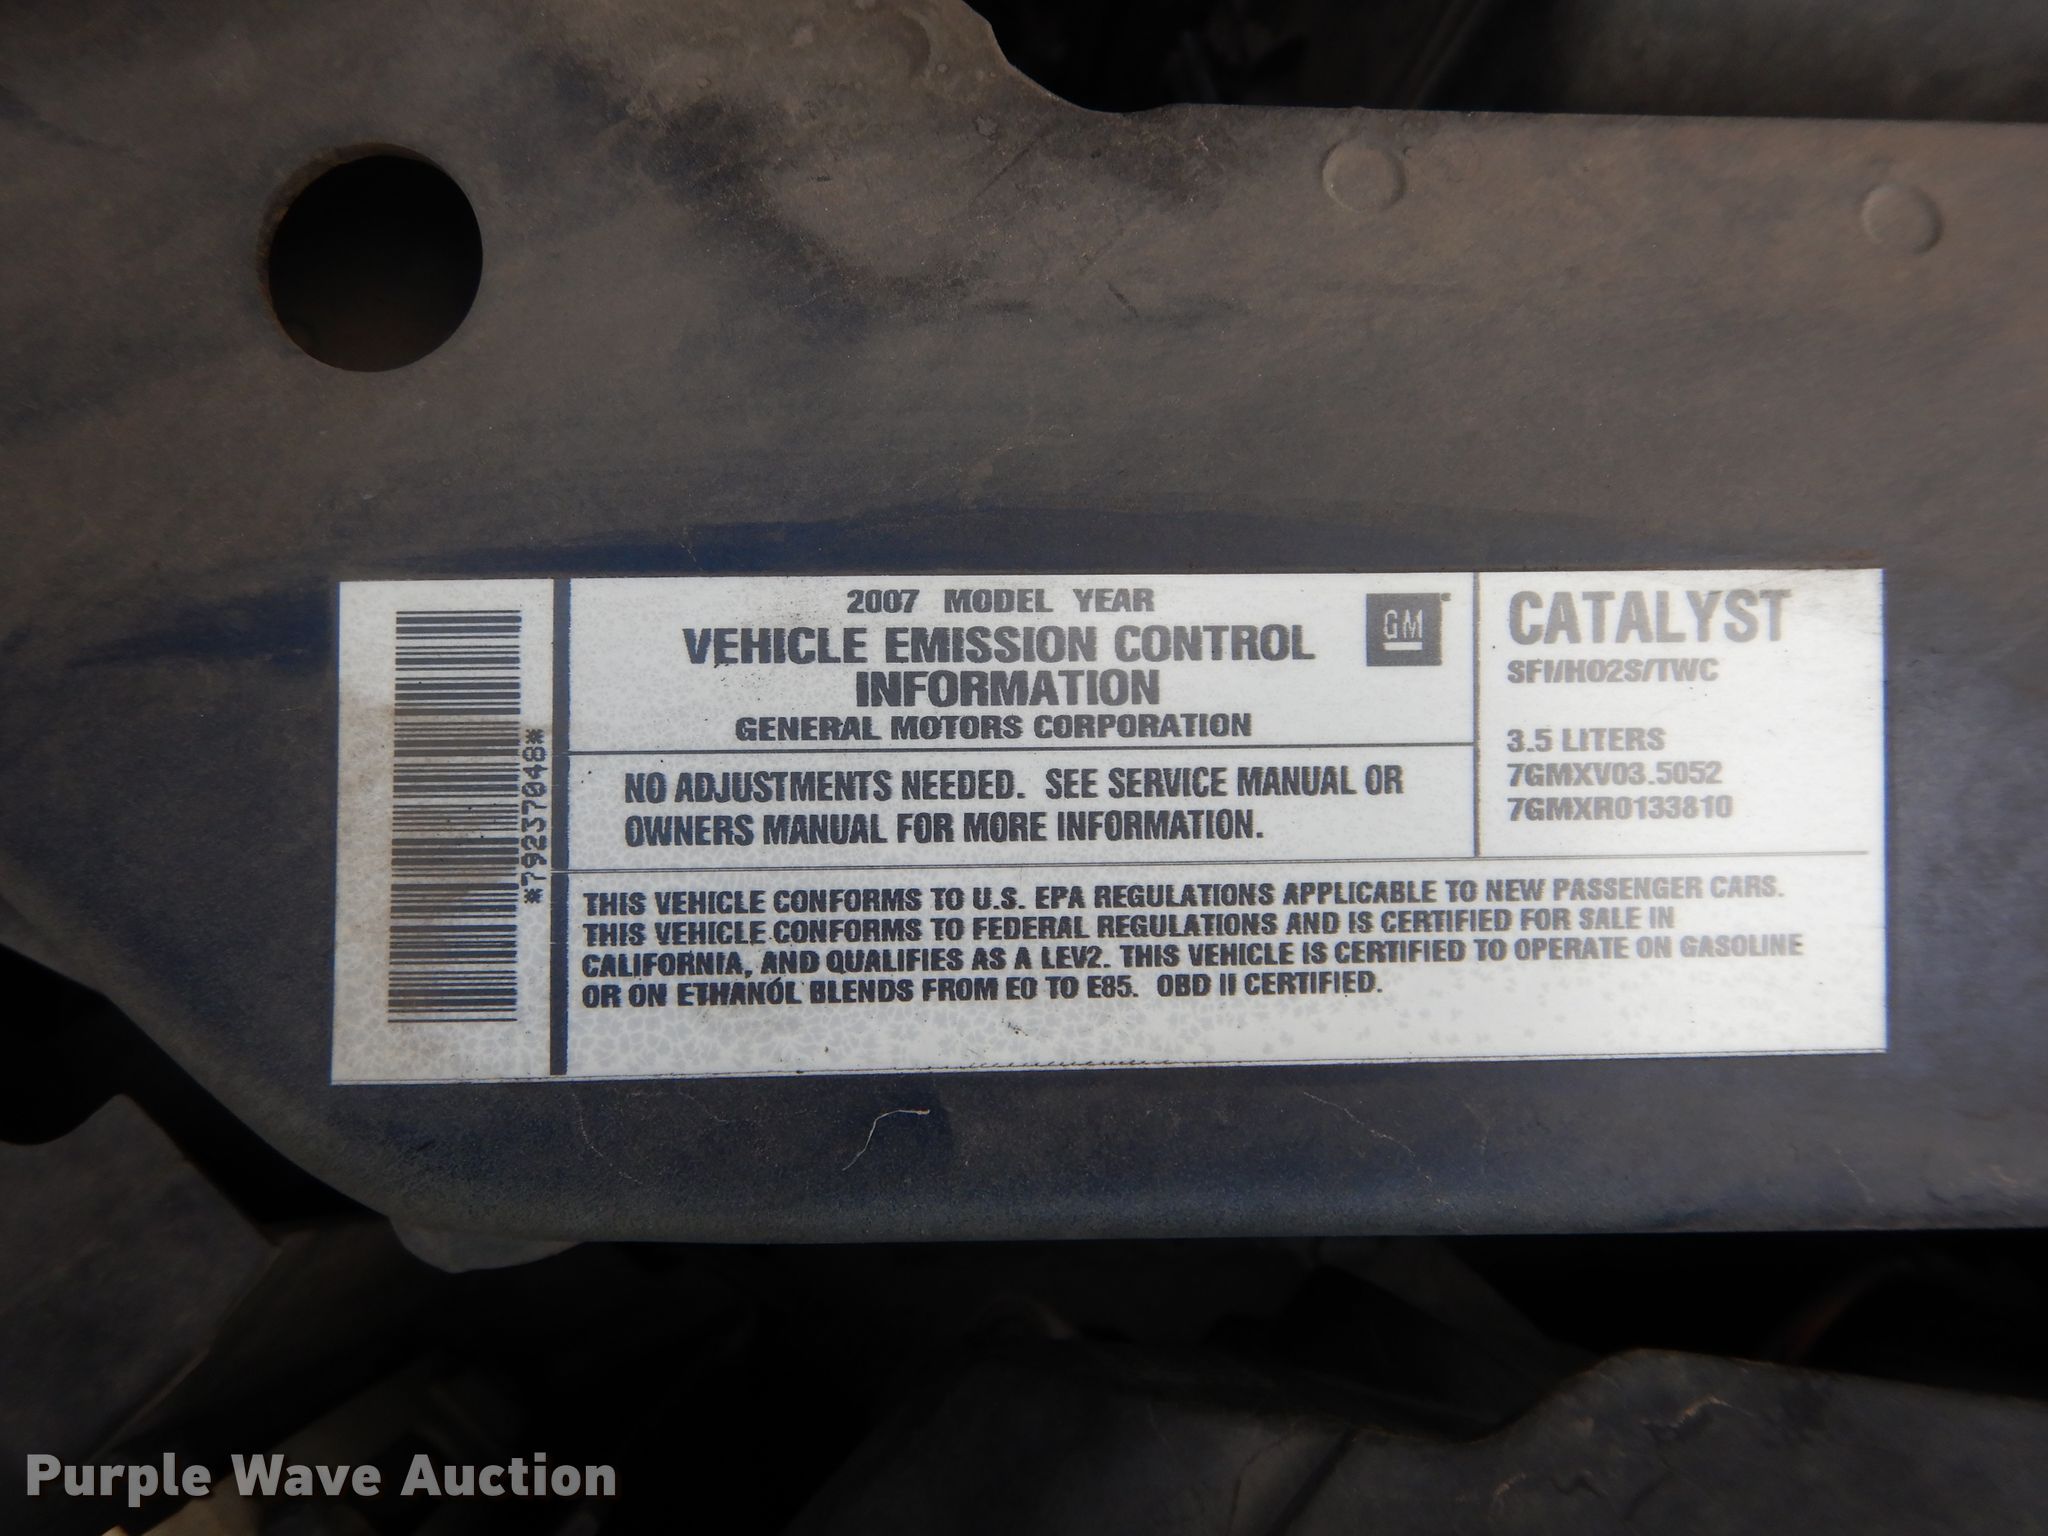 *79237048*
2007 MODEL YEAR
VEHICLE EMISSION CONTROL
INFORMATION
GENERAL MOTORS CORPORATION
GM
NO ADJUSTMENTS NEEDED. SEE SERVICE MANUAL OR
OWNERS MANUAL FOR MORE INFORMATION.
CATALYST
SFI/HO2S/TWC
3.5 LITERS
7GMXV03.5052
7GMXR0133810
THIS VEHICLE CONFORMS TO U.S. EPA REGULATIONS APPLICABLE TO NEW PASSENGER CARS.
THIS VEHICLE CONFORMS TO FEDERAL REGULATIONS AND IS CERTIFIED FOR SALE IN
CALIFORNIA, AND QUALIFIES AS A LEV2. THIS VEHICLE IS CERTIFIED TO OPERATE ON GASOLINE
OR ON ETHANOL BLENDS FROM E0 TO E85. OBD II CERTIFIED.
Purple Wave Auction